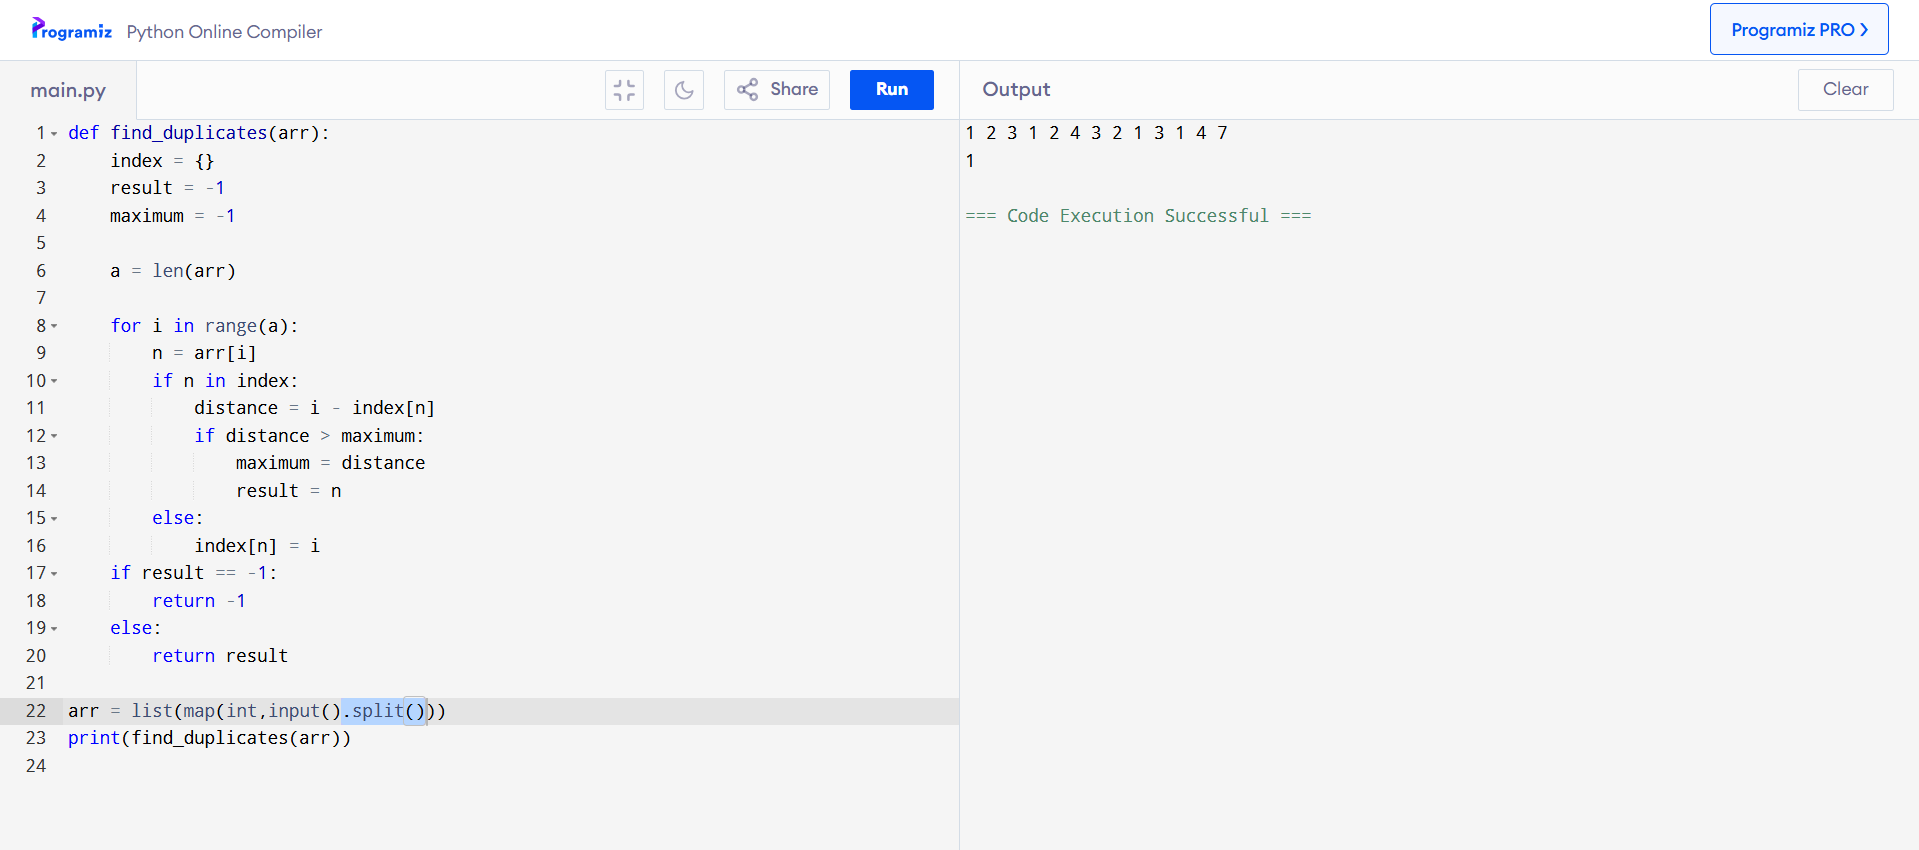 Programiz Python Online Compiler
Programiz PRO >
main.py
Share
Run
Output
Clear
1 def find_duplicates(arr):
2     index = {}
3     result = -1
4     maximum = -1
5
6     a = len(arr)
7
8     for i in range(a):
9         n = arr[i]
10         if n in index:
11             distance = i - index[n]
12             if distance > maximum:
13                 maximum = distance
14                 result = n
15         else:
16             index[n] = i
17     if result == -1:
18         return -1
19     else:
20         return result
21
22 arr = list(map(int,input().split()))
23 print(find_duplicates(arr))
24
1 2 3 1 2 4 3 2 1 3 1 4 7
1
=== Code Execution Successful ===